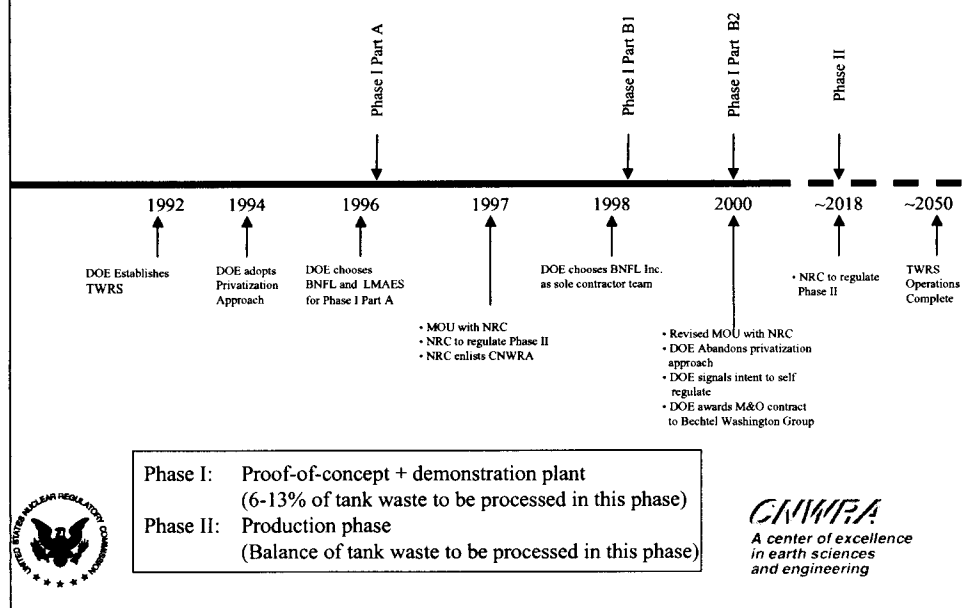 Phase I Part A
Phase I Part B1
Phase I Part B2
Phase II
1992
1994
1996
1997
1998
2000
~2018
~2050
DOE Establishes
TWRS
DOE adopts
Privatization
Approach
DOE chooses
BNFL and LMAES
for Phase I Part A
• MOU with NRC
• NRC to regulate Phase II
• NRC enlists CNWRA
DOE chooses BNFL Inc.
as sole contractor team
• Revised MOU with NRC
• DOE Abandons privatization
approach
• DOE signals intent to self
regulate
• DOE awards M&O contract
to Bechtel Washington Group
• NRC to regulate
Phase II
TWRS
Operations
Complete
Phase I: Proof-of-concept + demonstration plant
(6-13% of tank waste to be processed in this phase)
Phase II: Production phase
(Balance of tank waste to be processed in this phase)
UNITED STATES NUCLEAR REGULATORY COMMISSION
CNWRA
A center of excellence
in earth sciences
and engineering